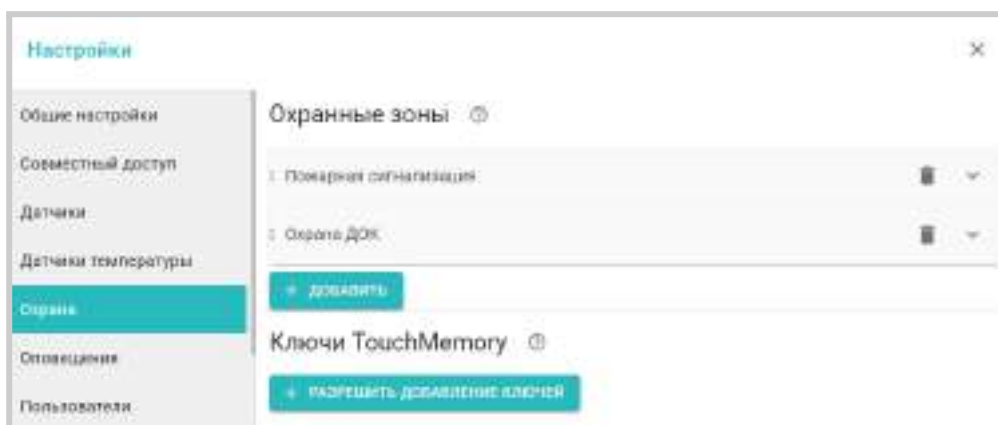 Настройки
Общие настройки
Совместный доступ
Датчики
Датчики температуры
Охрана
Оповещения
Пользователи
Охранные зоны
Пожарная сигнализация
Охрана ДОК
+ ДОБАВИТЬ
Ключи TouchMemory
+ РАЗРЕШИТЬ ДОБАВЛЕНИЕ КЛЮЧЕЙ